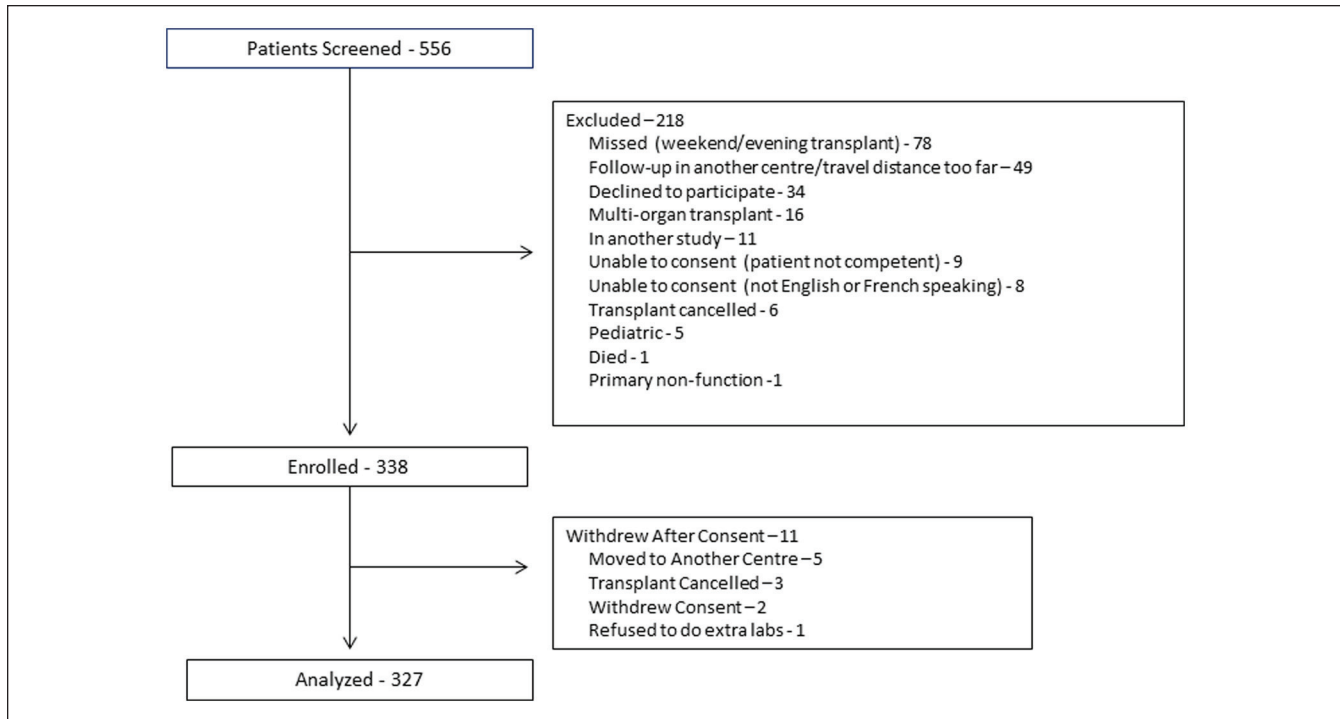 Patients Screened - 556
Excluded – 218
Missed (weekend/evening transplant) - 78
Follow-up in another centre/travel distance too far – 49
Declined to participate - 34
Multi-organ transplant - 16
In another study – 11
Unable to consent (patient not competent) - 9
Unable to consent (not English or French speaking) - 8
Transplant cancelled - 6
Pediatric - 5
Died - 1
Primary non-function -1
Enrolled - 338
Withdrew After Consent – 11
Moved to Another Centre – 5
Transplant Cancelled – 3
Withdrew Consent – 2
Refused to do extra labs - 1
Analyzed - 327